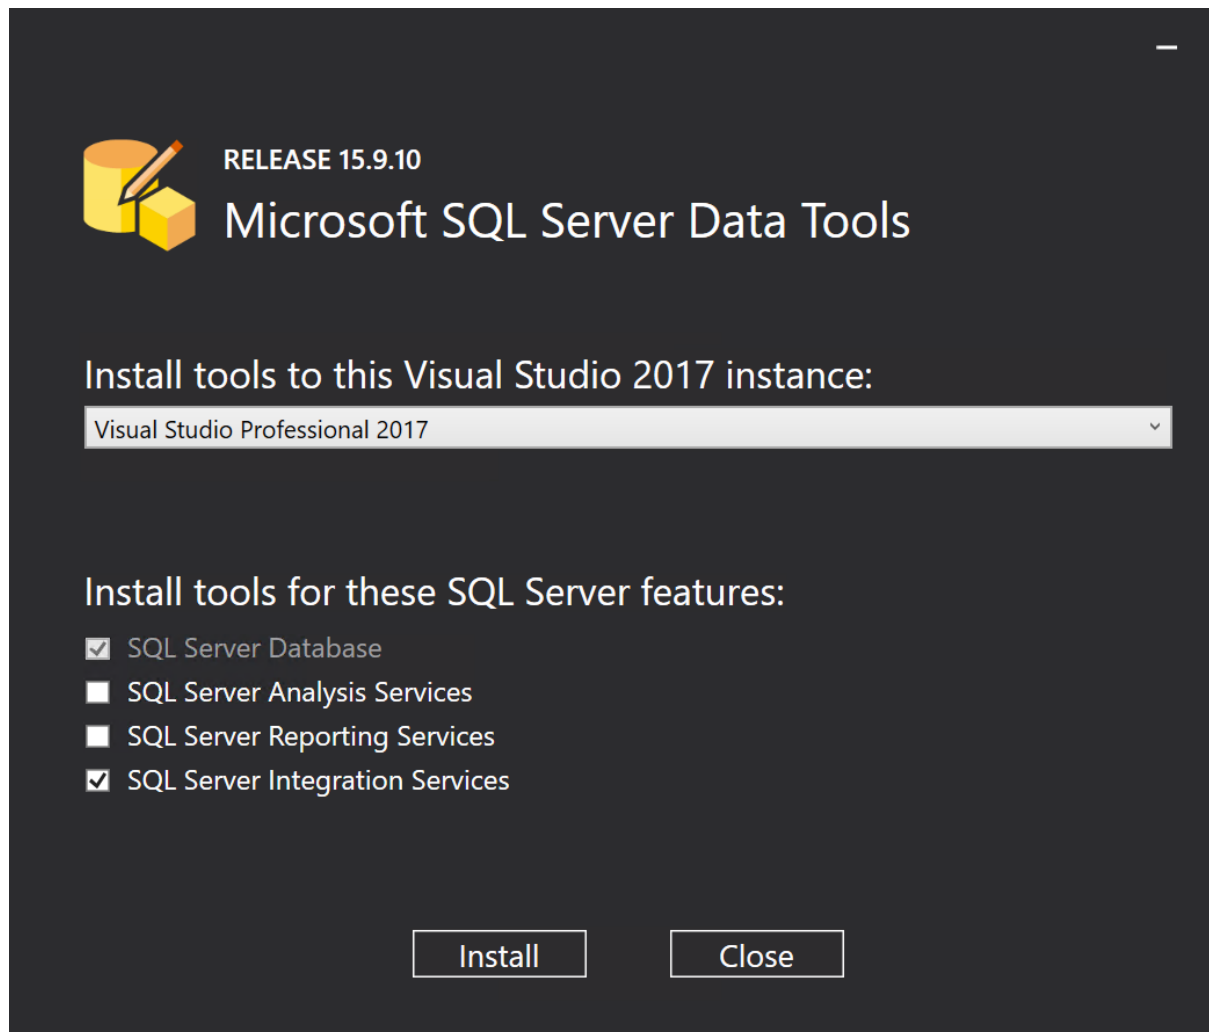 RELEASE 15.9.10
Microsoft SQL Server Data Tools
Install tools to this Visual Studio 2017 instance:
Visual Studio Professional 2017
Install tools for these SQL Server features:
SQL Server Database
SQL Server Analysis Services
SQL Server Reporting Services
SQL Server Integration Services
Install
Close